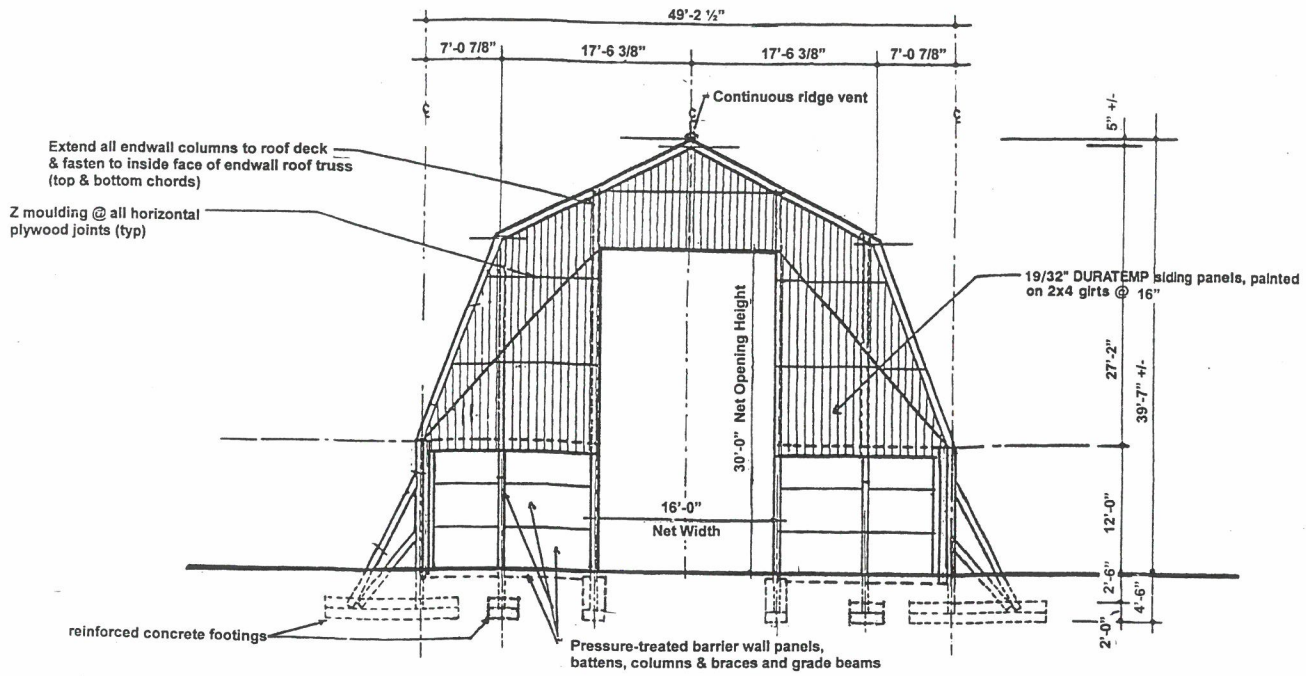 49'-2 ½"
7'-0 7/8"
17'-6 3/8"
17'-6 3/8"
7'-0 7/8"
Continuous ridge vent
5" +/-
Extend all endwall columns to roof deck
& fasten to inside face of endwall roof truss
(top & bottom chords)
Z moulding @ all horizontal
plywood joints (typ)
19/32" DURATEMP siding panels, painted
on 2x4 girts @ 16"
30'-0" Net Opening Height
27'-2"
39'-7" +/-
16'-0"
Net Width
12'-0"
2'-6"
4'-6"
2'-0"
reinforced concrete footings
Pressure-treated barrier wall panels,
battens, columns & braces and grade beams